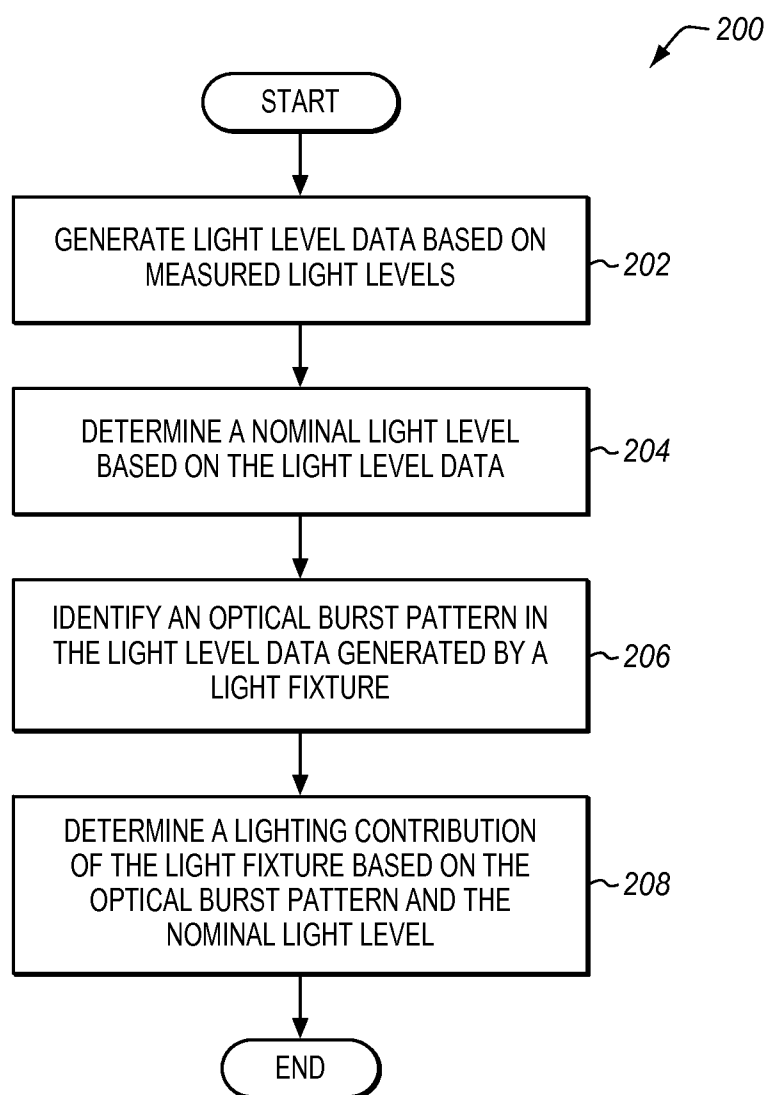 200
START
GENERATE LIGHT LEVEL DATA BASED ON
MEASURED LIGHT LEVELS
202
DETERMINE A NOMINAL LIGHT LEVEL
BASED ON THE LIGHT LEVEL DATA
204
IDENTIFY AN OPTICAL BURST PATTERN IN
THE LIGHT LEVEL DATA GENERATED BY A
LIGHT FIXTURE
206
DETERMINE A LIGHTING CONTRIBUTION
OF THE LIGHT FIXTURE BASED ON THE
OPTICAL BURST PATTERN AND THE
NOMINAL LIGHT LEVEL
208
END